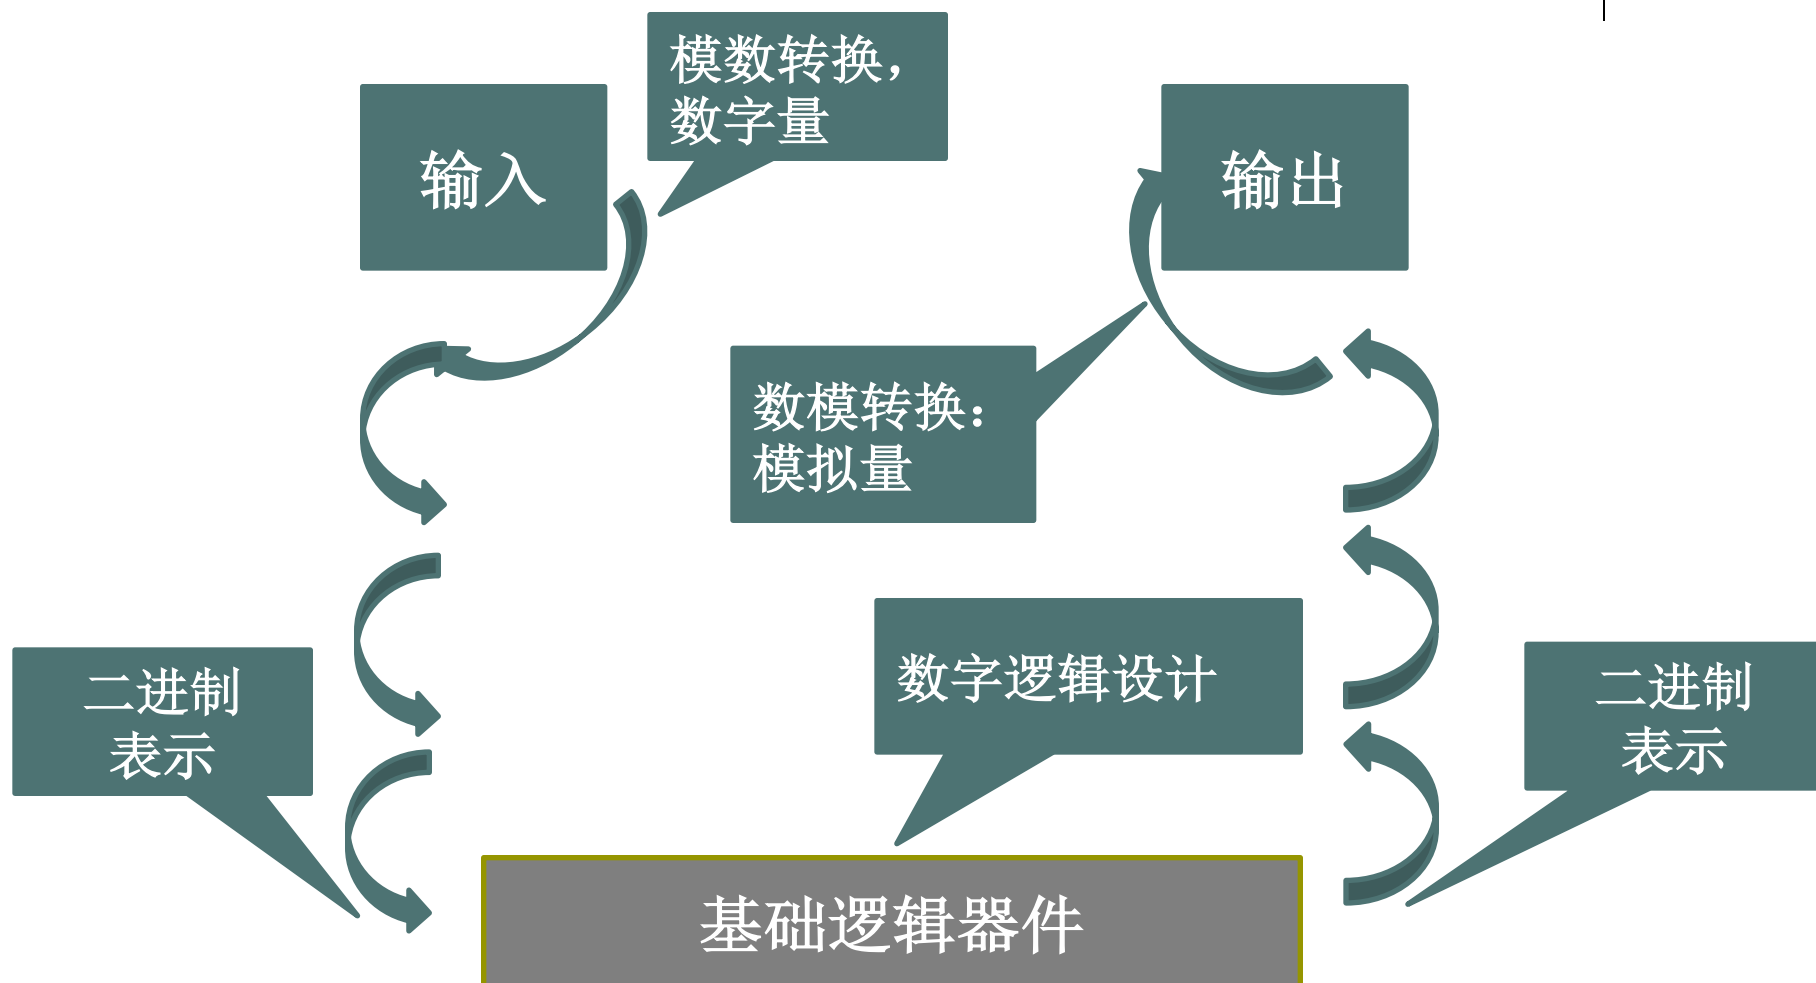 模数转换，
数字量
输入
输出
数模转换：
模拟量
数字逻辑设计
二进制
表示
二进制
表示
基础逻辑器件